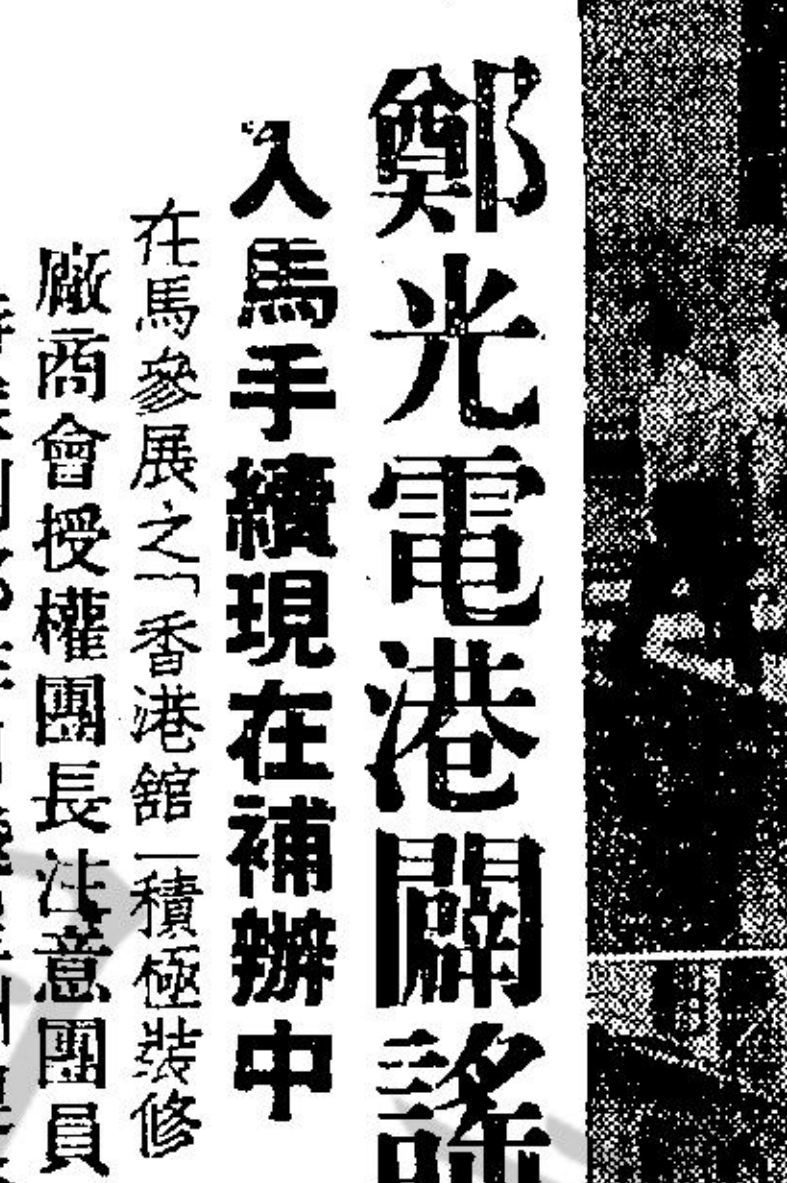 鄭光電港闢謠
入馬手續現在補辦中
在馬參展之「香港館」積極裝修
廠商會授權團長注意團員